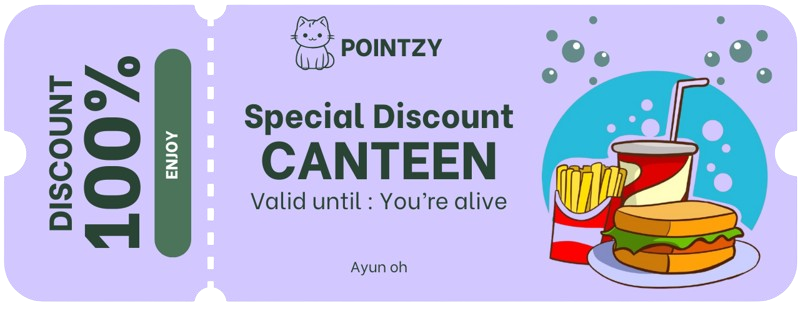 DISCOUNT
100%
ENJOY
POINTZY
Special Discount
CANTEEN
Valid until : You're alive
Ayun oh